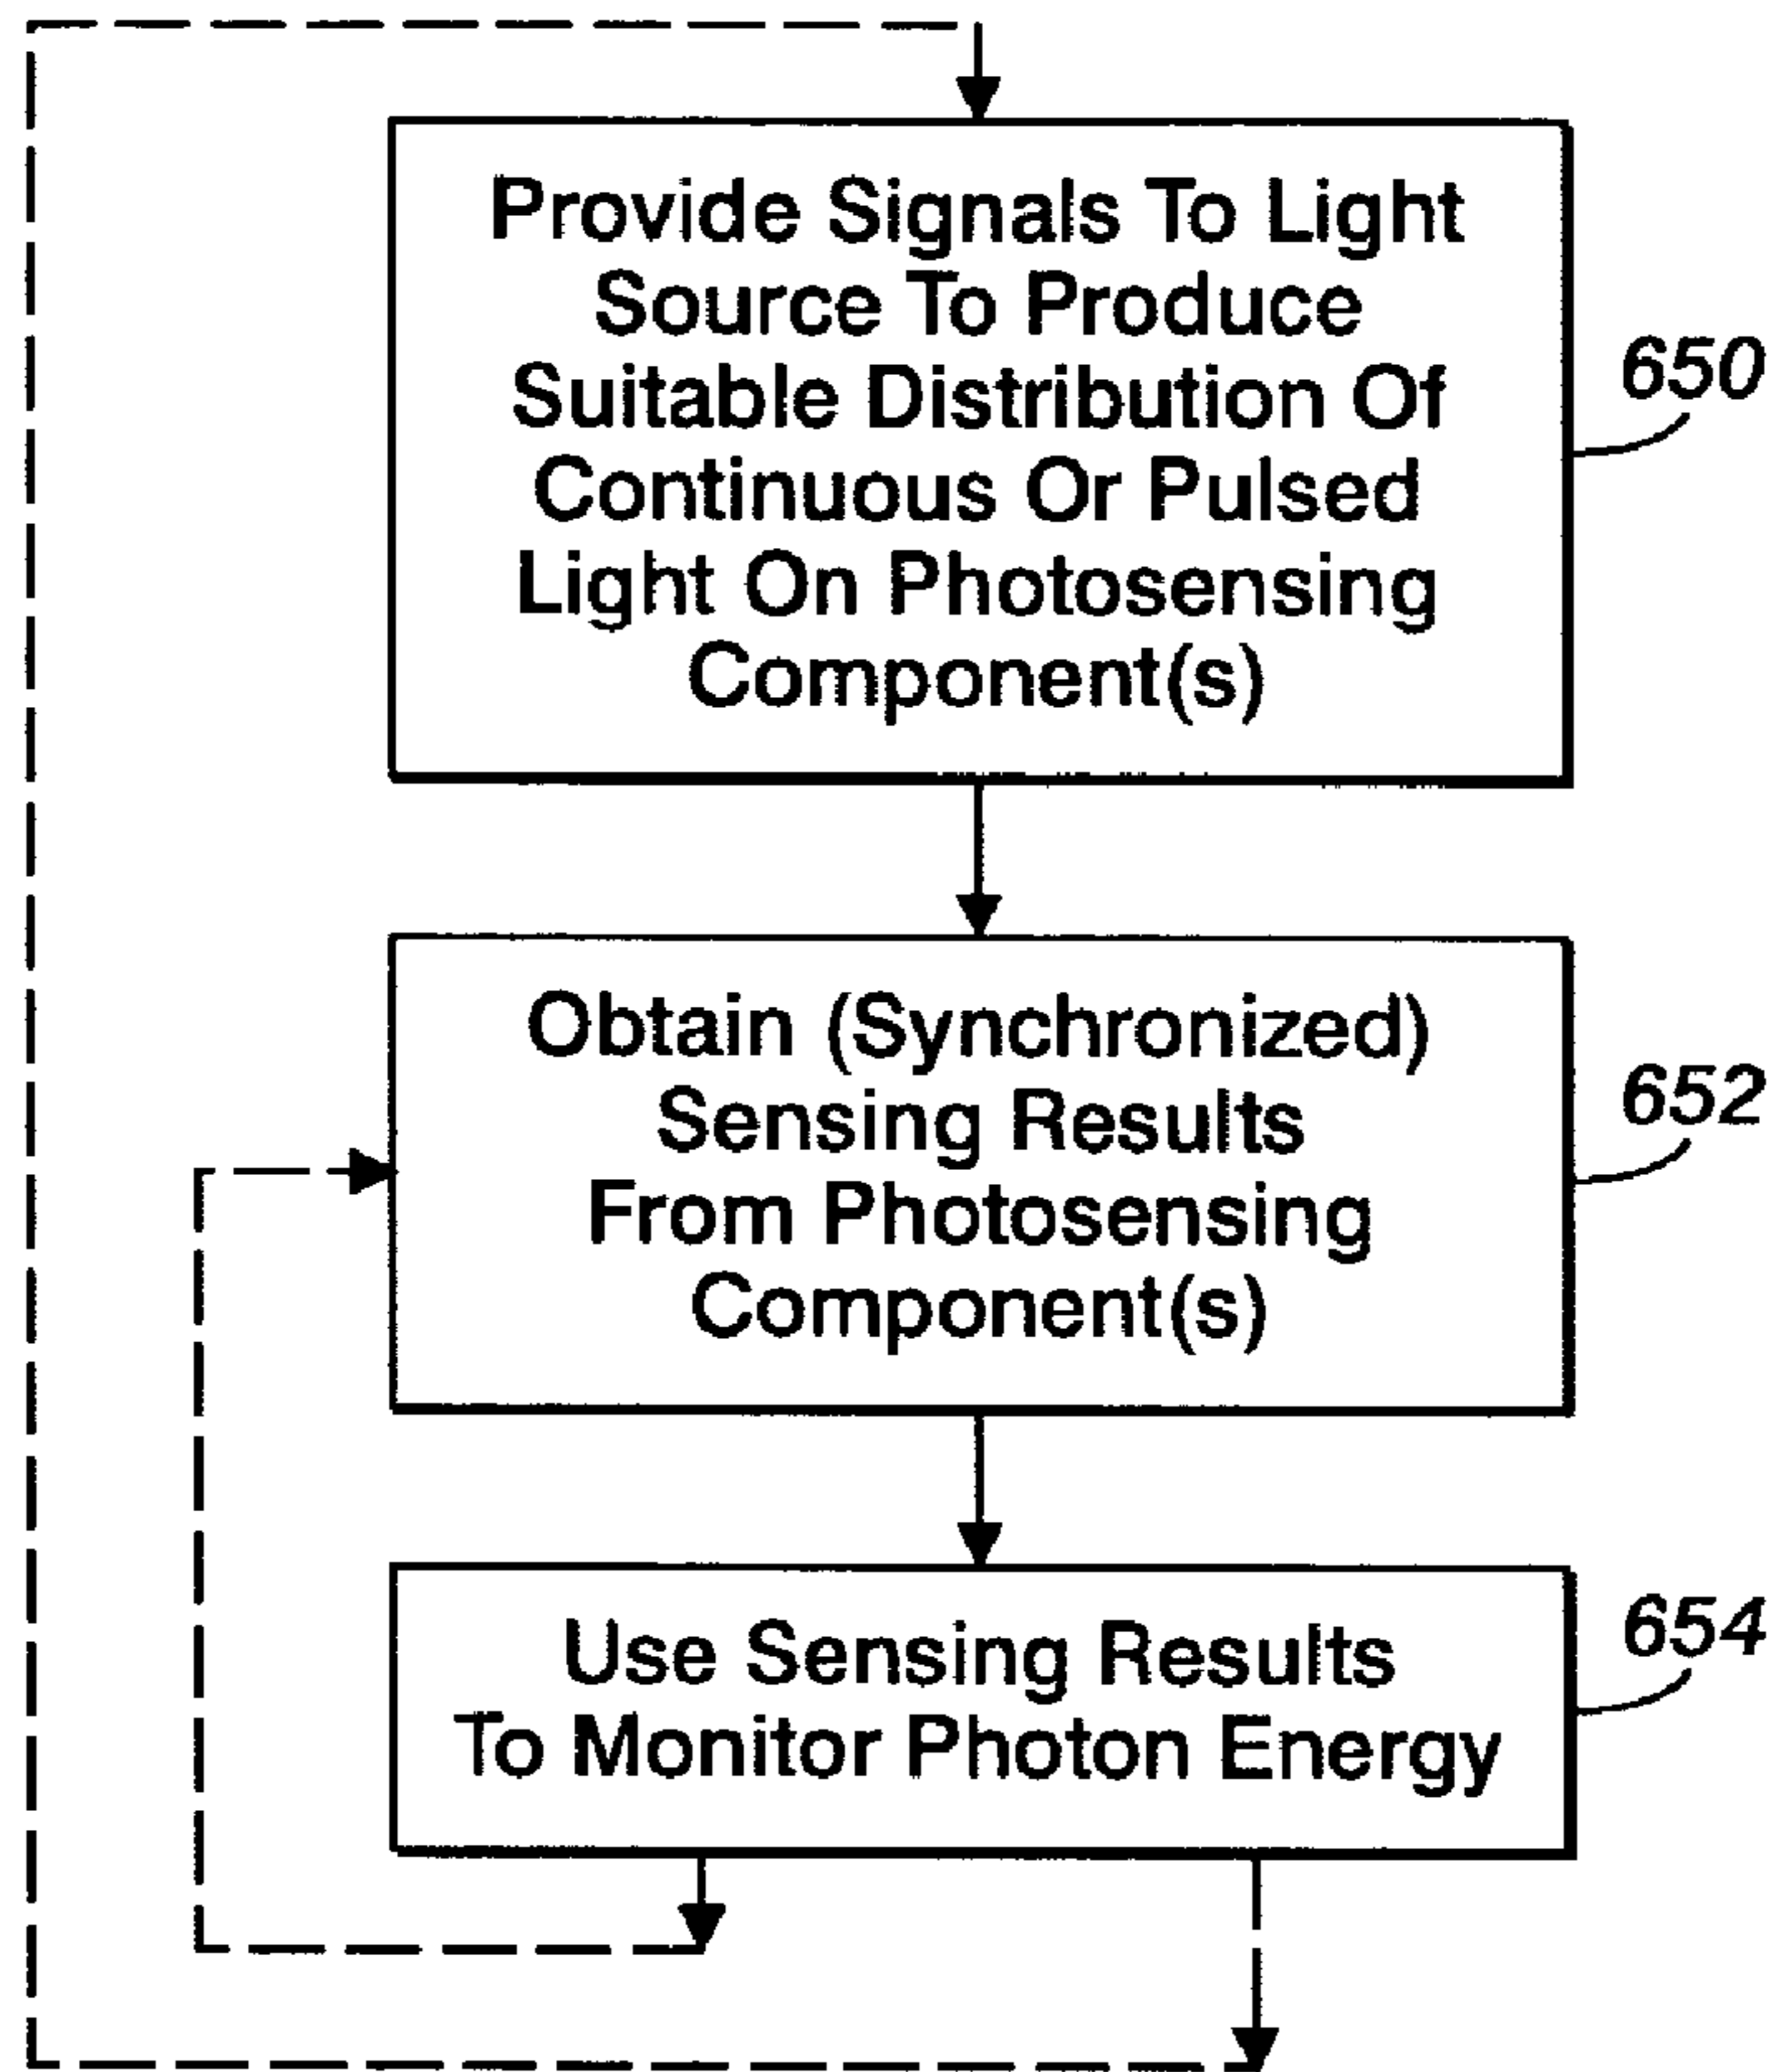 Provide Signals To Light
Source To Produce
Suitable Distribution Of
Continuous Or Pulsed
Light On Photosensing
Component(s)
650
Obtain (Synchronized)
Sensing Results
From Photosensing
Component(s)
652
Use Sensing Results
To Monitor Photon Energy
654